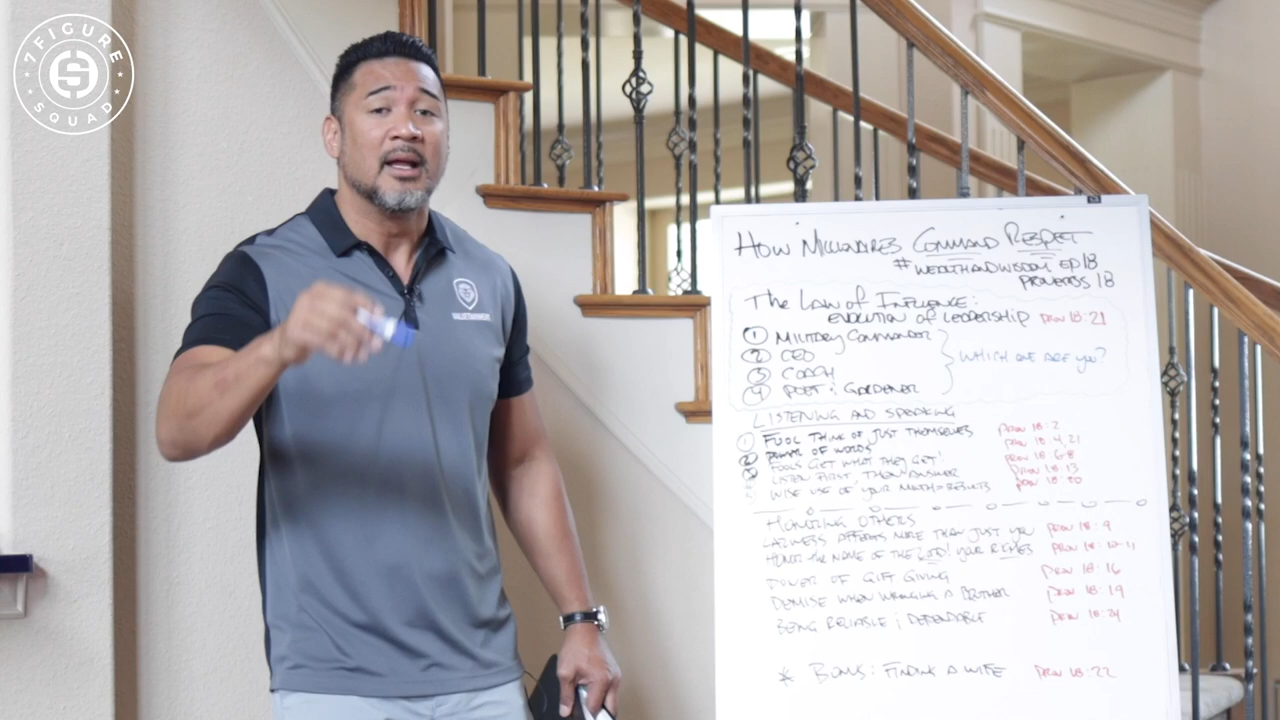 7 FIGURE SQUAD
VALUETAINMENT
HOW MILLIONAIRES COMMAND RESPECT
#WEALTHANDWISDOM EP 18
PROVERBS 18
THE LAW OF INFLUENCE:
EVOLUTION OF LEADERSHIP PROV 18:21
1 MILITARY COMMANDER
2 CEO
3 COACH
4 POET & GARDENER
WHICH ONE ARE YOU?
LISTENING AND SPEAKING
1 FOOL THINK OF JUST THEMSELVES PROV 18:2
2 POWER OF WORDS PROV 18:4,21
3 FOOLS GET WHAT THEY GET! PROV 18:6-8
4 LISTEN FIRST, THEN ANSWER PROV 18:13
5 WISE USE OF YOUR MOUTH=RESULTS PROV 18:20
HONORING OTHERS
LAZINESS AFFECTS MORE THAN JUST YOU PROV 18:9
HONOR THE NAME OF THE LORD! YOUR RICHES PROV 18:10-11
POWER OF GIFT GIVING PROV 18:16
DEMISE WHEN WRONGING A BROTHER PROV 18:19
BEING RELIABLE & DEPENDABLE PROV 18:24
* BONUS: FINDING A WIFE PROV 18:22